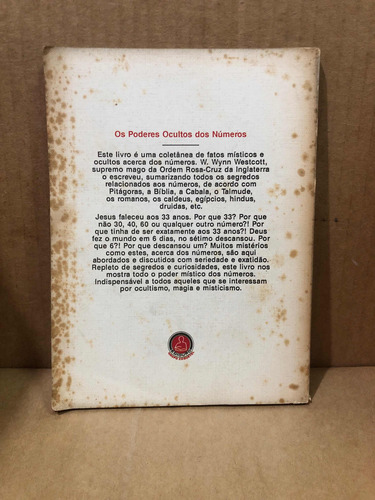 Os Poderes Ocultos dos Números
Este livro é uma coletânea de fatos místicos e
ocultos acerca dos números. W. Wynn Westcott,
supremo mago da Ordem Rosa-Cruz da Inglaterra
o escreveu, sumarizando todos os segredos
relacionados aos números, de acordo com
Pitágoras, a Bíblia, a Cabala, o Talmude,
os romanos, os caldeus, egípcios, hindus,
druidas, etc.
Jesus faleceu aos 33 anos. Por que 33? Por que
não 30, 40, 60 ou qualquer outro número?! Por
que tinha de ser exatamente aos 33 anos?! Deus
fez o mundo em 6 dias, no sétimo descansou. Por
que 6?! Por que descansou um? Muitos mistérios
como estes, acerca dos números, são aqui
abordados e discutidos com seriedade e exatidão.
Repleto de segredos e curiosidades, este livro nos
mostra todo o poder místico dos números.
Indispensável a todos aqueles que se interessam
por ocultismo, magia e misticismo.